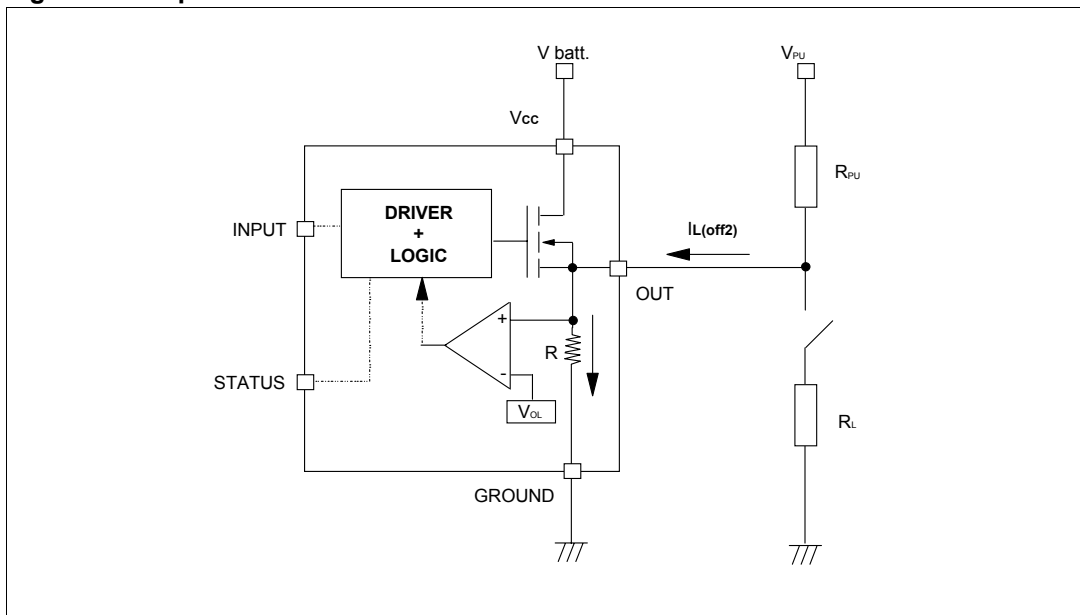 V batt.
VPU
Vcc
RPU
DRIVER
+
LOGIC
INPUT
IL(off2)
OUT
+
R
-
STATUS
VOL
RL
GROUND